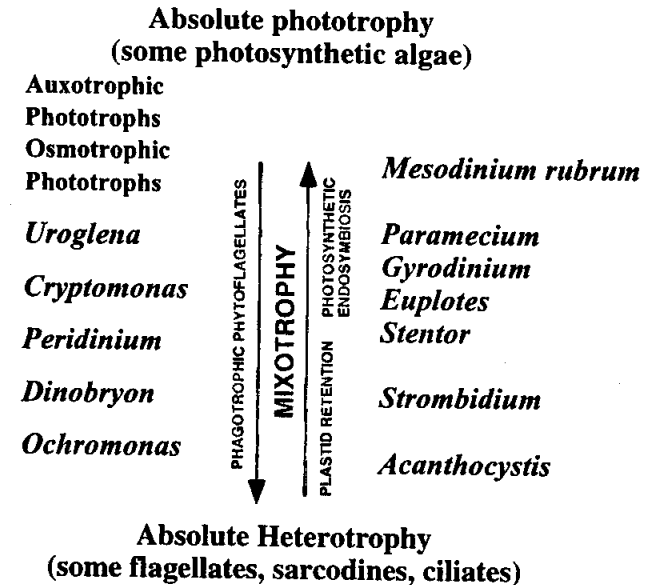 Absolute phototrophy
(some photosynthetic algae)
Auxotrophic
Phototrophs
Osmotrophic
Phototrophs
Uroglena
Cryptomonas
Peridinium
Dinobryon
Ochromonas
PHAGOTROPHIC PHYTOFLAGELLATES
MIXOTROPHY
PLASTID RETENTION
PHOTOSYNTHETIC
ENDOSYMBIOSIS
Mesodinium rubrum
Paramecium
Gyrodinium
Euplotes
Stentor
Strombidium
Acanthocystis
Absolute Heterotrophy
(some flagellates, sarcodines, ciliates)